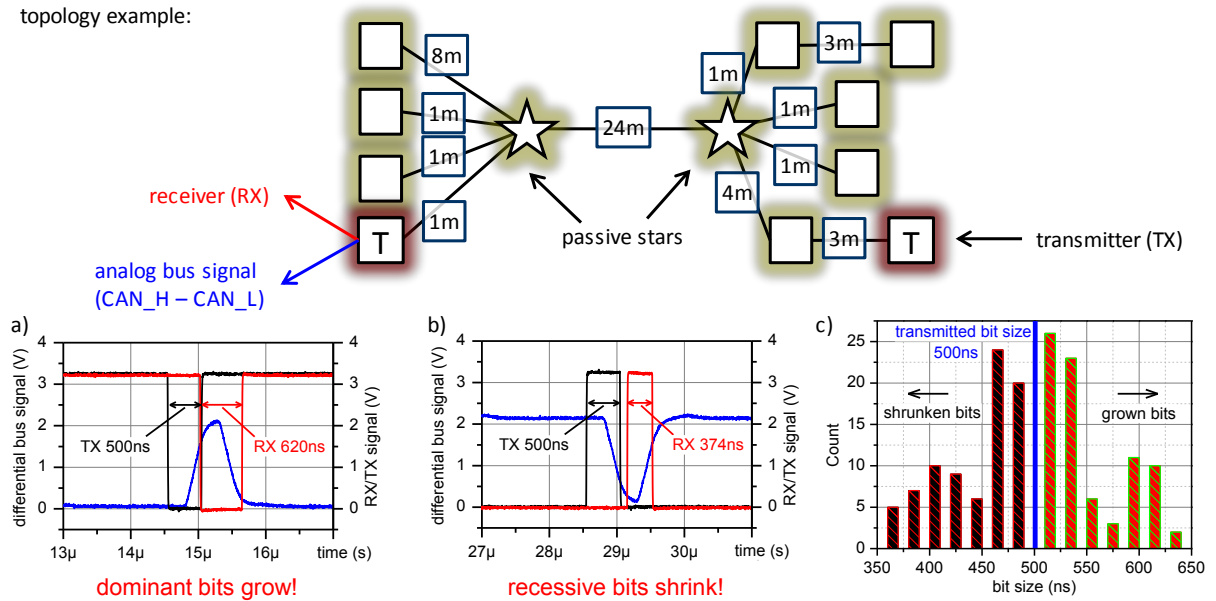 topology example:
8m
1m
1m
1m
24m
1m
3m
1m
1m
4m
3m
T
T
receiver (RX)
analog bus signal
(CAN_H – CAN_L)
passive stars
transmitter (TX)
a)
differential bus signal (V)
4
3
2
1
0
TX 500ns
RX 620ns
4
3
2
1
0
RX/TX signal (V)
13µ
14µ
15µ
16µ
time (s)
dominant bits grow!
b)
differential bus signal (V)
4
3
2
1
0
TX 500ns
RX 374ns
4
3
2
1
0
RX/TX signal (V)
27µ
28µ
29µ
30µ
time (s)
recessive bits shrink!
c)
transmitted bit size
500ns
shrunken bits
grown bits
Count
25
20
15
10
5
0
350
400
450
500
550
600
650
bit size (ns)